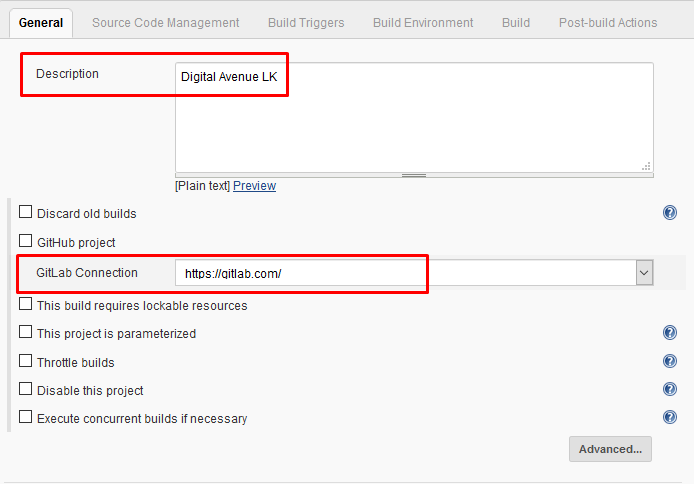 General Source Code Management Build Triggers Build Environment Build Post-build Actions
Description Digital Avenue LK
[Plain text] Preview
Discard old builds
GitHub project
GitLab Connection https://gitlab.com/
This build requires lockable resources
This project is parameterized
Throttle builds
Disable this project
Execute concurrent builds if necessary
Advanced...